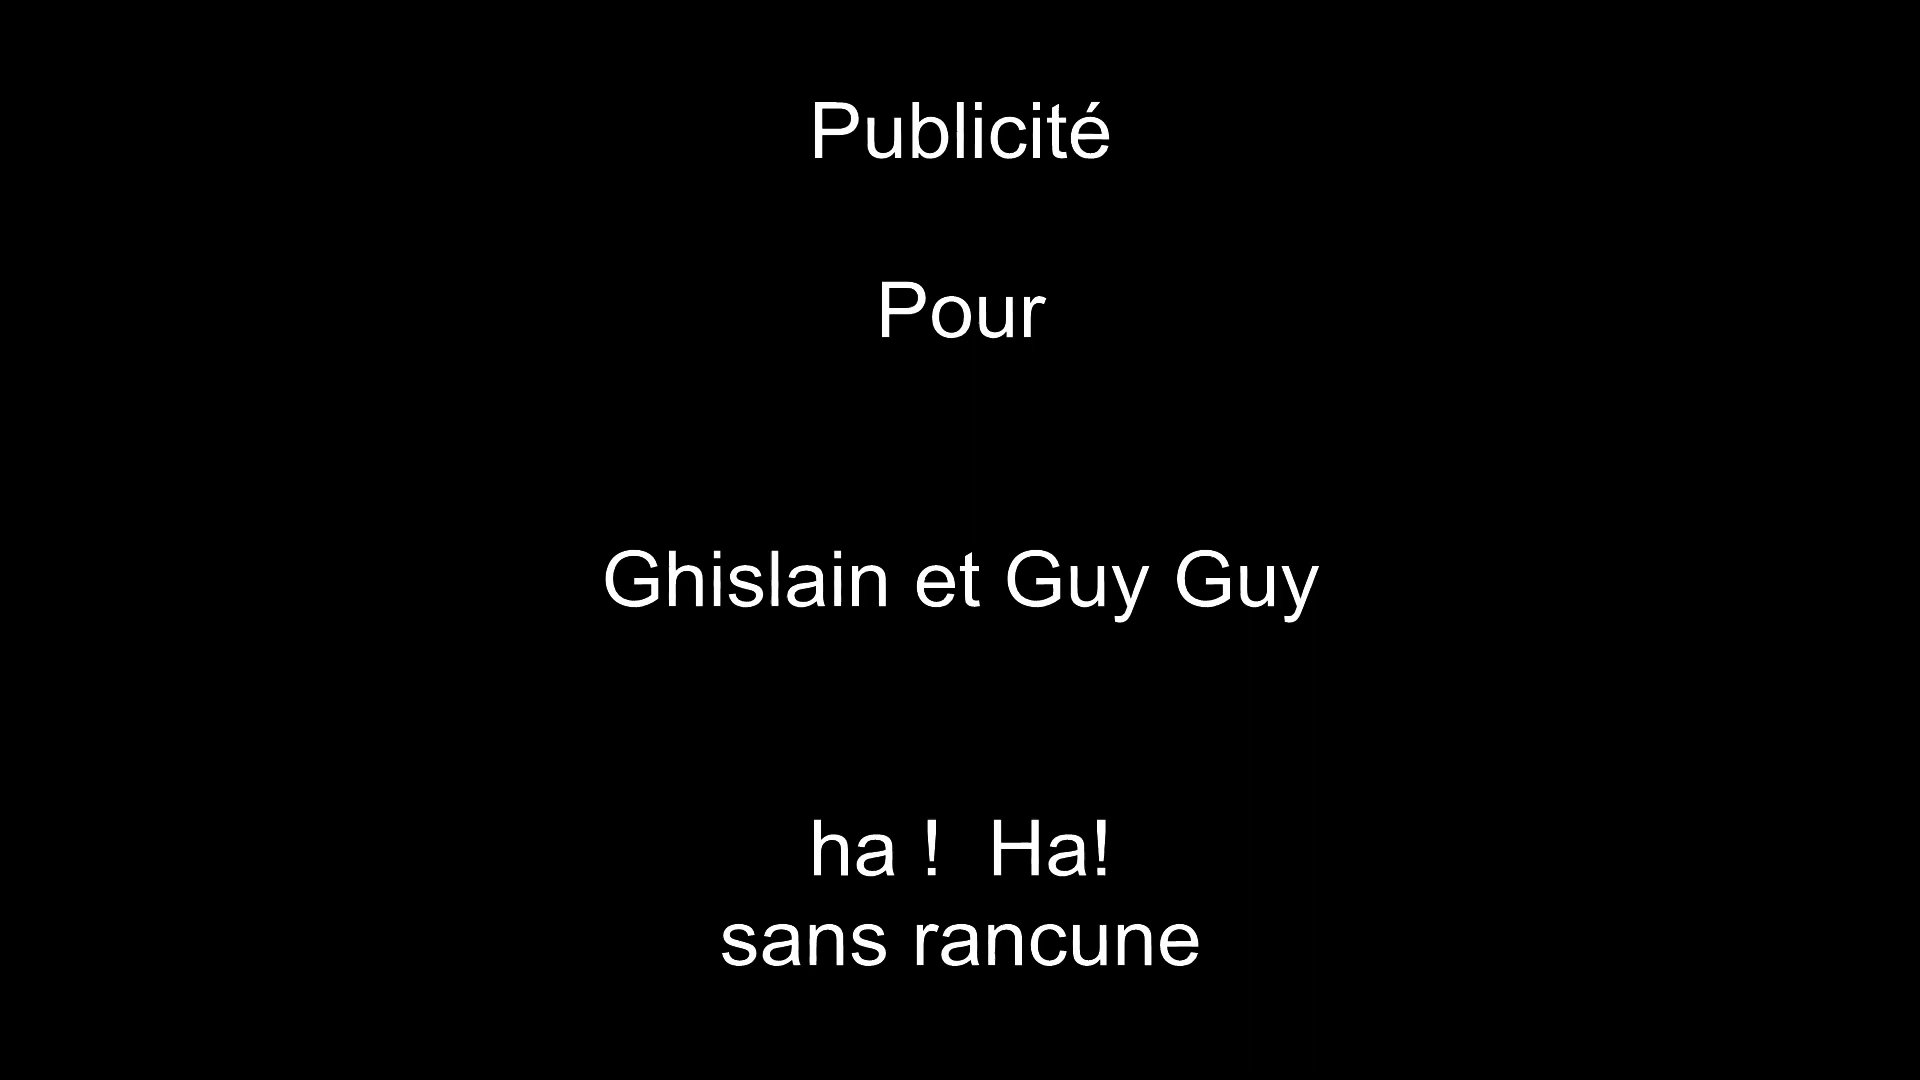 Publicité
Pour
Ghislain et Guy Guy
ha !  Ha!
sans rancune